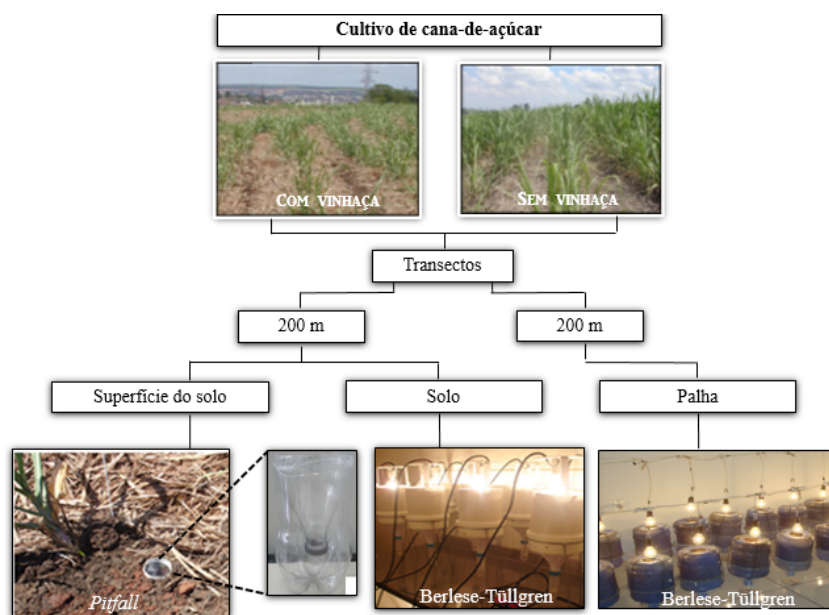 Cultivo de cana-de-açúcar
COM VINHAÇA
SEM VINHAÇA
Transectos
200 m
200 m
Superfície do solo
Solo
Palha
Pitfall
Berlese-Tüllgren
Berlese-Tüllgren